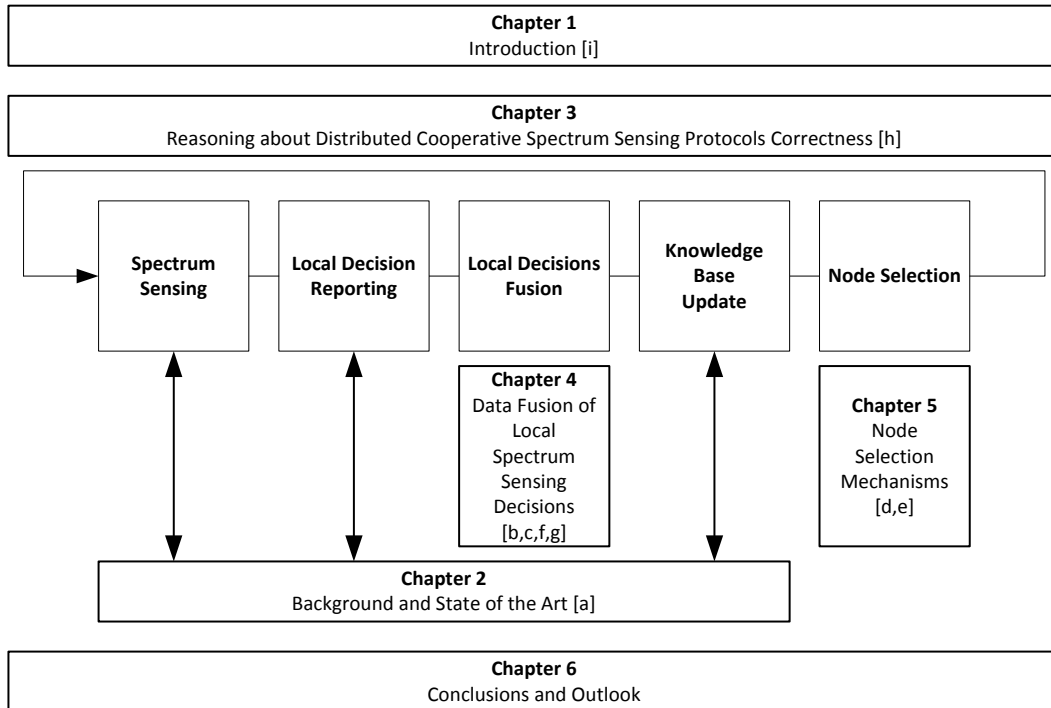 Chapter 1
Introduction [i]
Chapter 3
Reasoning about Distributed Cooperative Spectrum Sensing Protocols Correctness [h]
Spectrum
Sensing
Local Decision
Reporting
Local Decisions
Fusion
Knowledge
Base
Update
Node Selection
Chapter 4
Data Fusion of
Local
Spectrum
Sensing
Decisions
[b,c,f,g]
Chapter 5
Node
Selection
Mechanisms
[d,e]
Chapter 2
Background and State of the Art [a]
Chapter 6
Conclusions and Outlook